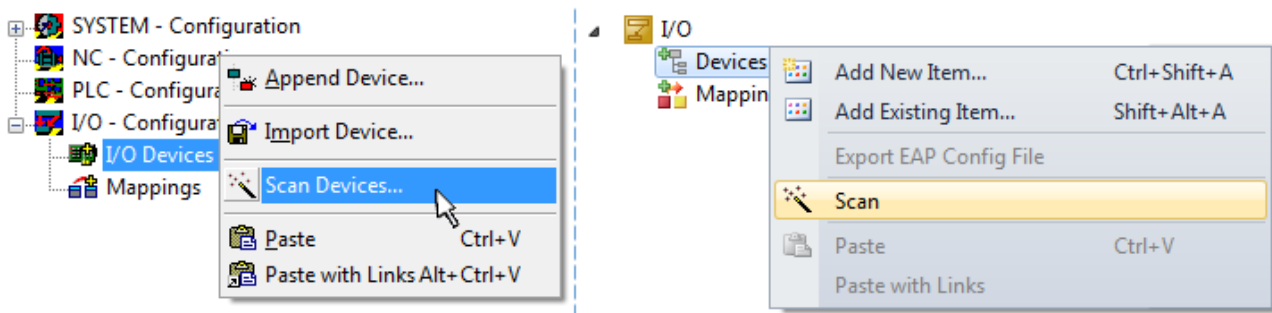 SYSTEM - Configuration
NC - Configurat
PLC - Configura
I/O - Configurat
I/O Devices
Mappings
Append Device...
Import Device...
Scan Devices...
Paste Ctrl+V
Paste with Links Alt+Ctrl+V
I/O
Devices
Mappin
Add New Item... Ctrl+Shift+A
Add Existing Item... Shift+Alt+A
Export EAP Config File
Scan
Paste Ctrl+V
Paste with Links